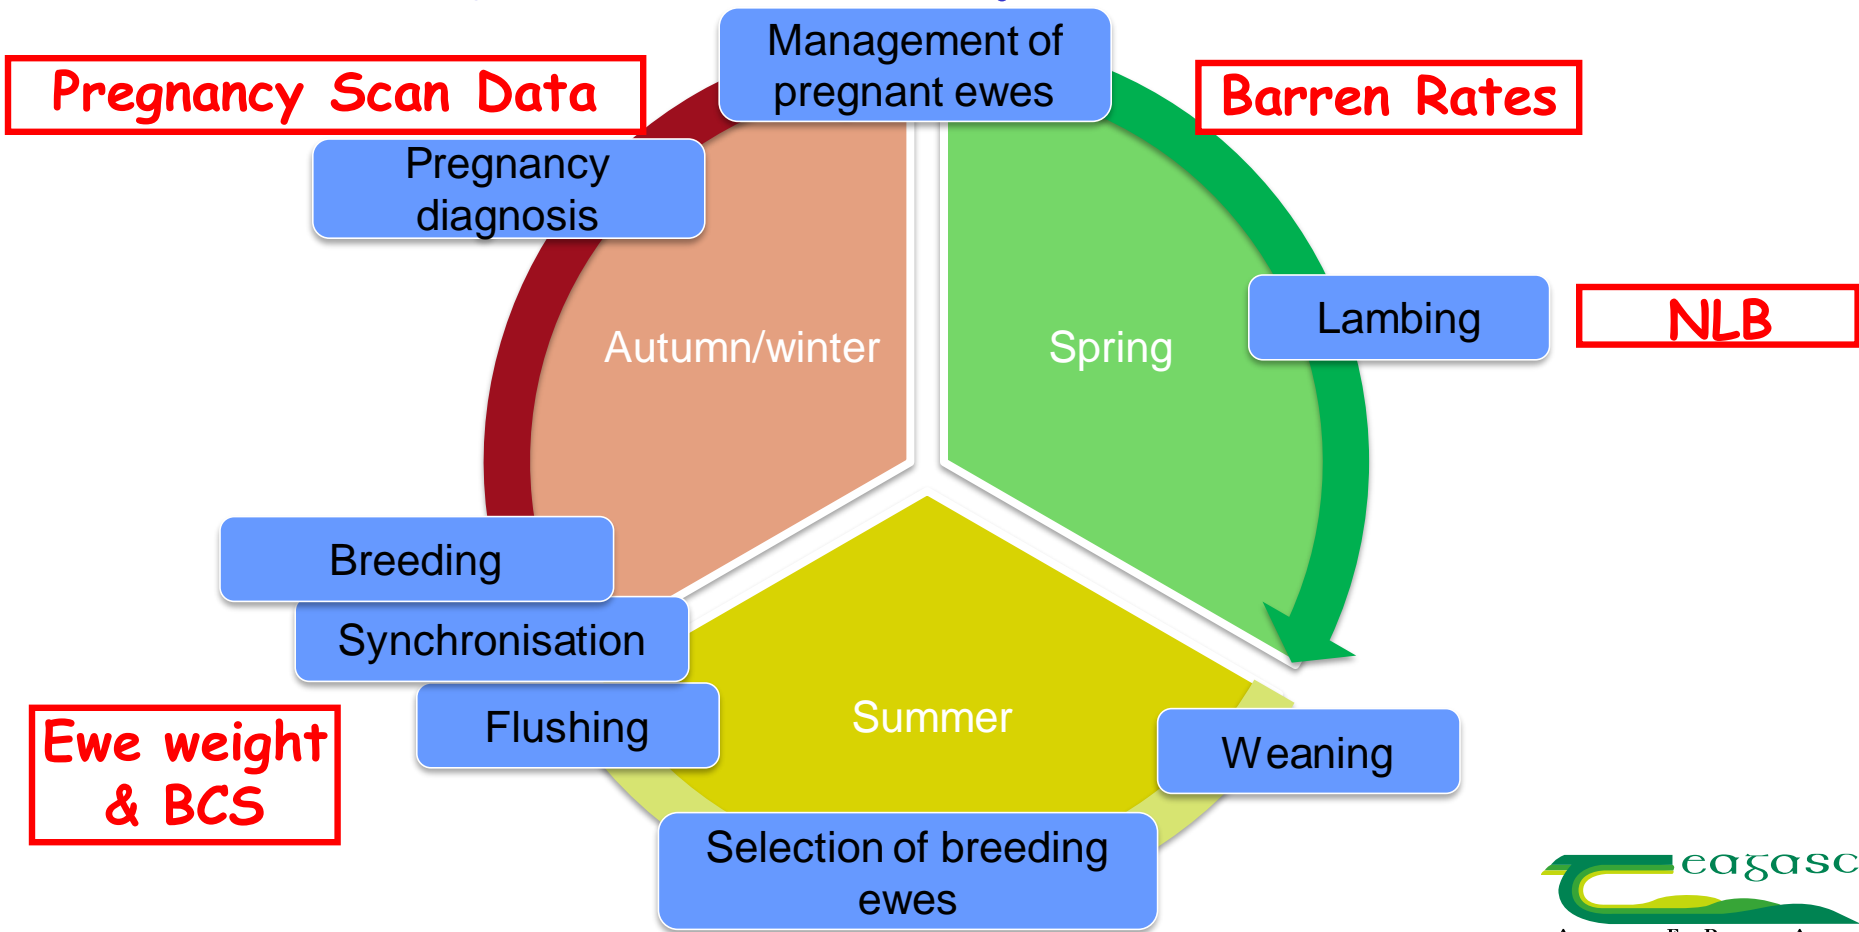 Management of
pregnant ewes
Pregnancy Scan Data
Barren Rates
Pregnancy
diagnosis
Autumn/winter
Spring
Lambing
NLB
Breeding
Synchronisation
Flushing
Summer
Weaning
Ewe weight
& BCS
Selection of breeding
ewes
eagasc